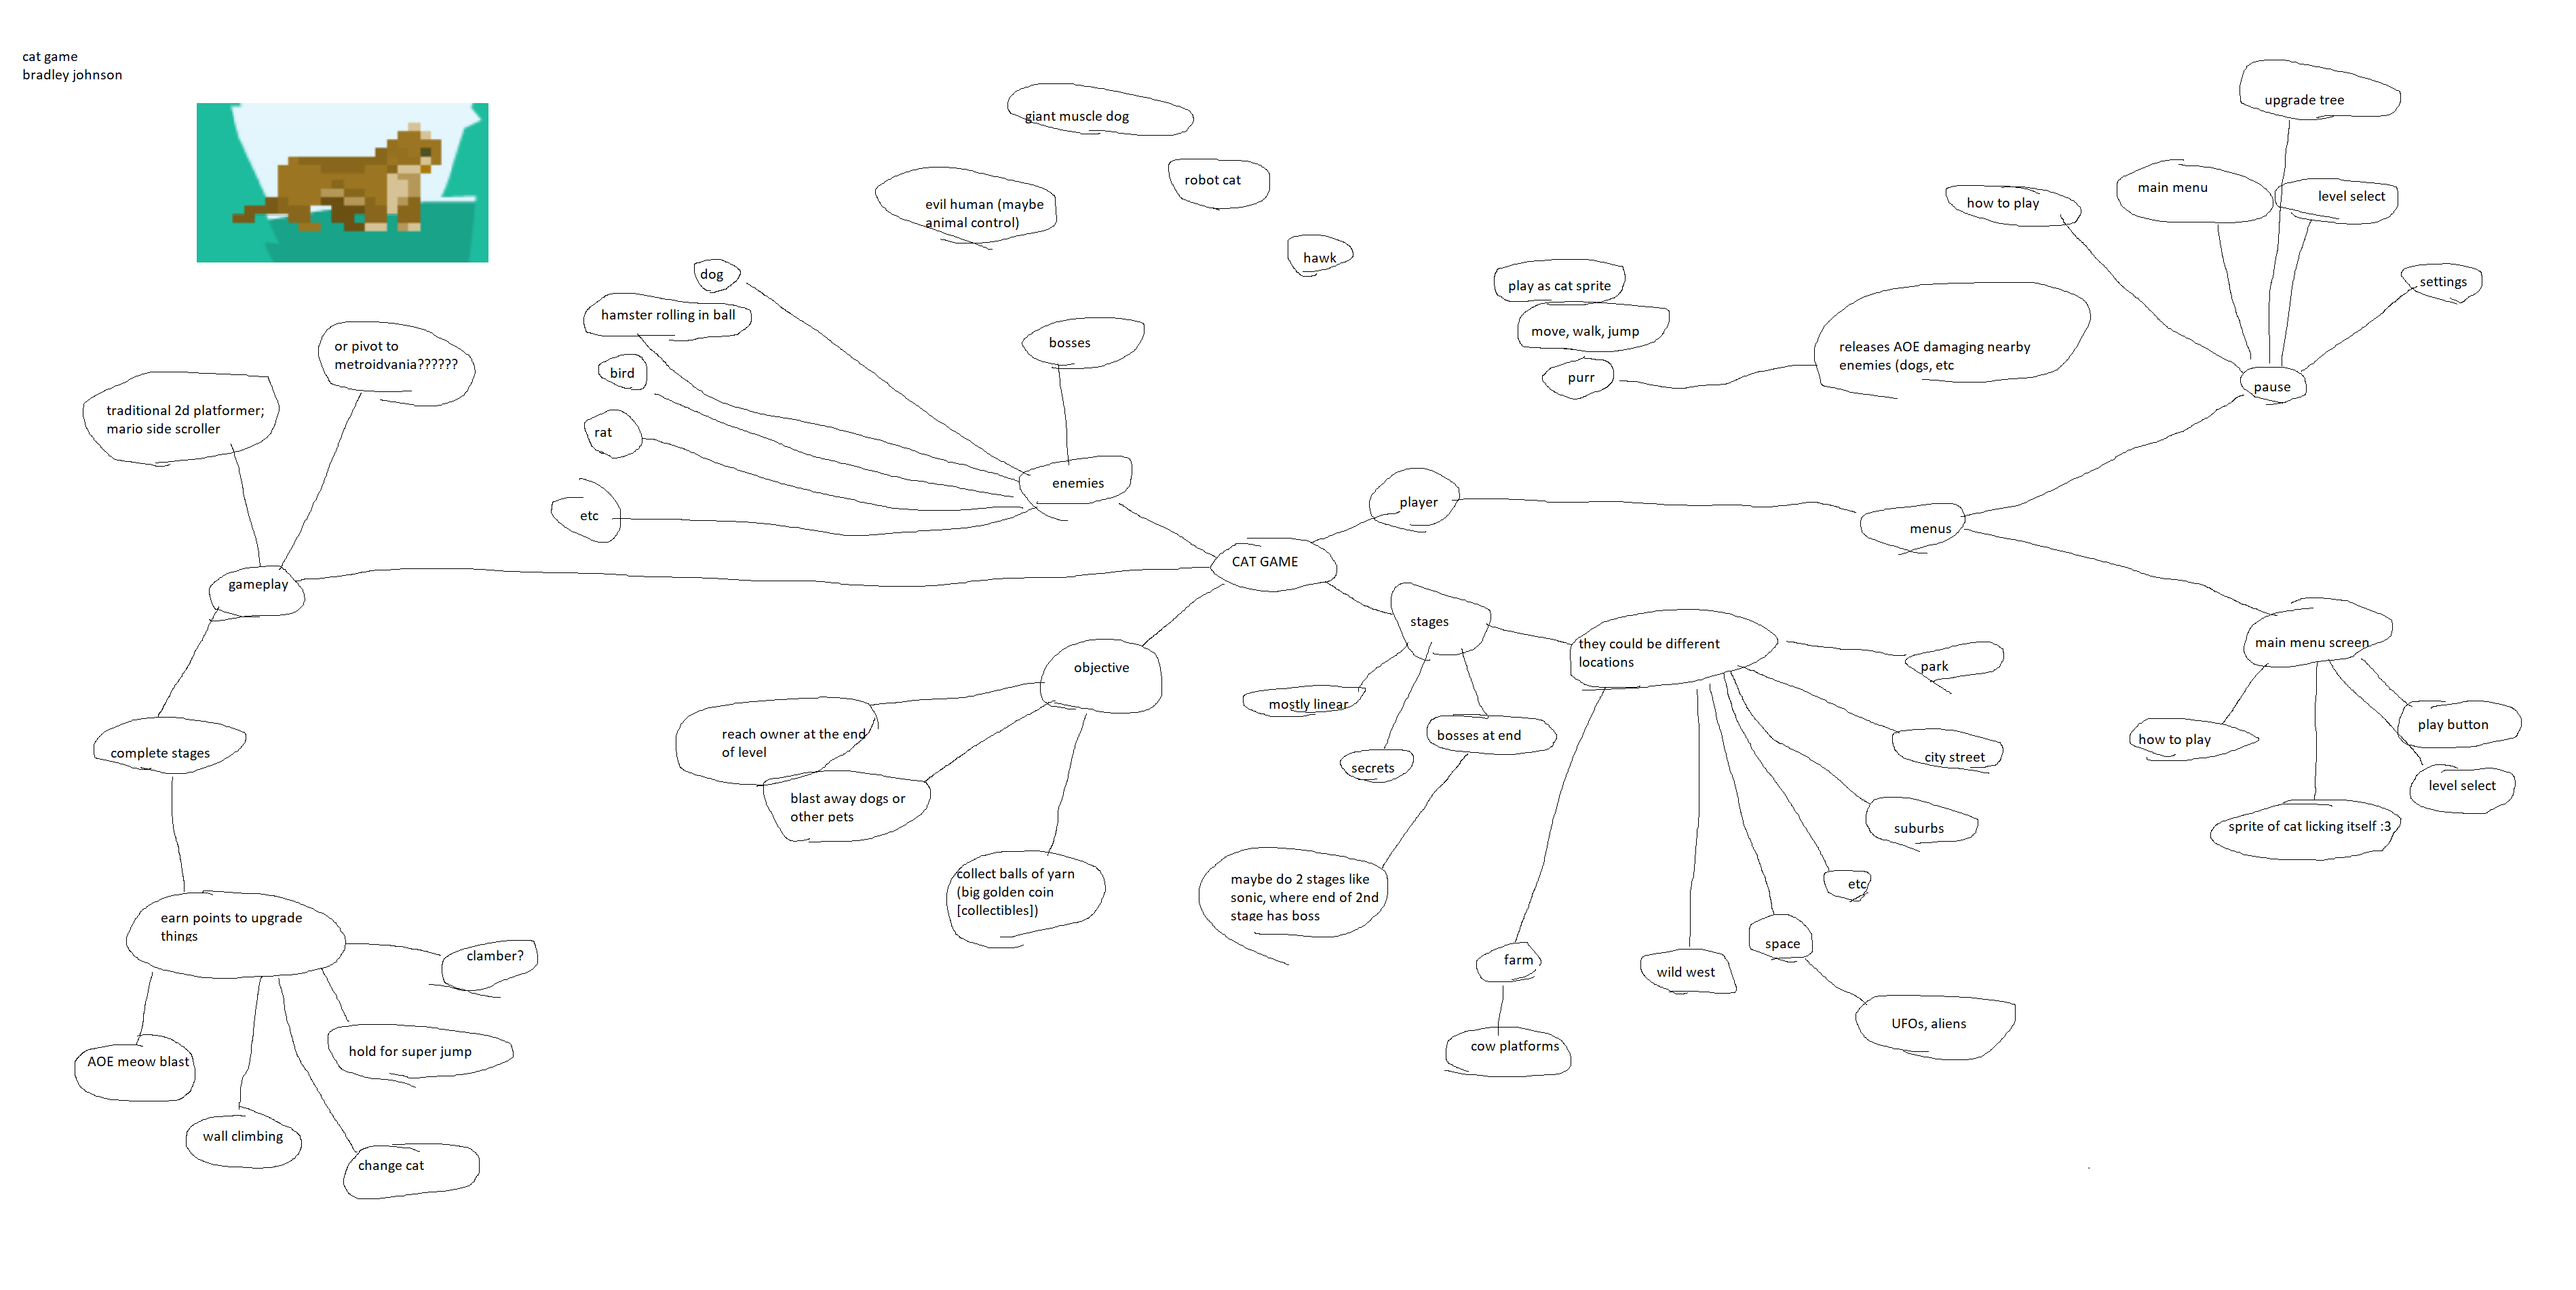 cat game
bradley johnson
upgrade tree
giant muscle dog
robot cat
main menu
level select
how to play
evil human (maybe
animal control)
hawk
dog
settings
play as cat sprite
hamster rolling in ball
move, walk, jump
bosses
or pivot to
metroidvania??????
releases AOE damaging nearby
enemies (dogs, etc
bird
purr
pause
traditional 2d platformer;
mario side scroller
rat
enemies
player
etc
menus
CAT GAME
gameplay
stages
they could be different
locations
main menu screen
objective
park
mostly linear
reach owner at the end
of level
bosses at end
play button
how to play
complete stages
city street
secrets
level select
blast away dogs or
other pets
suburbs
sprite of cat licking itself :3
collect balls of yarn
(big golden coin
[collectibles])
maybe do 2 stages like
sonic, where end of 2nd
stage has boss
etc
earn points to upgrade
things
space
clamber?
farm
wild west
UFOs, aliens
cow platforms
hold for super jump
AOE meow blast
wall climbing
change cat